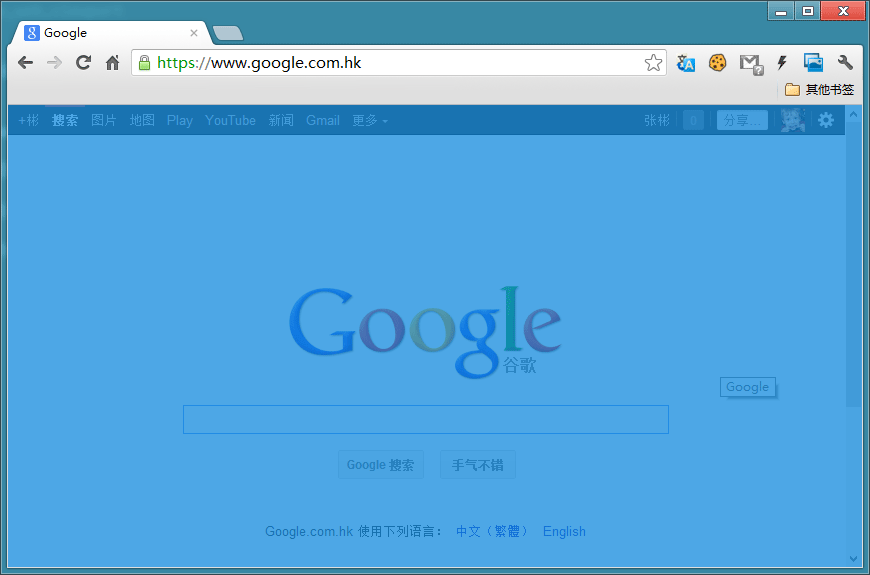 Google
https://www.google.com.hk
其他书签
+彬 搜索 图片 地图 Play YouTube 新闻 Gmail 更多 张彬 0 分享...
Google
谷歌
Google
Google 搜索 手气不错
Google.com.hk 使用下列语言： 中文（繁體） English